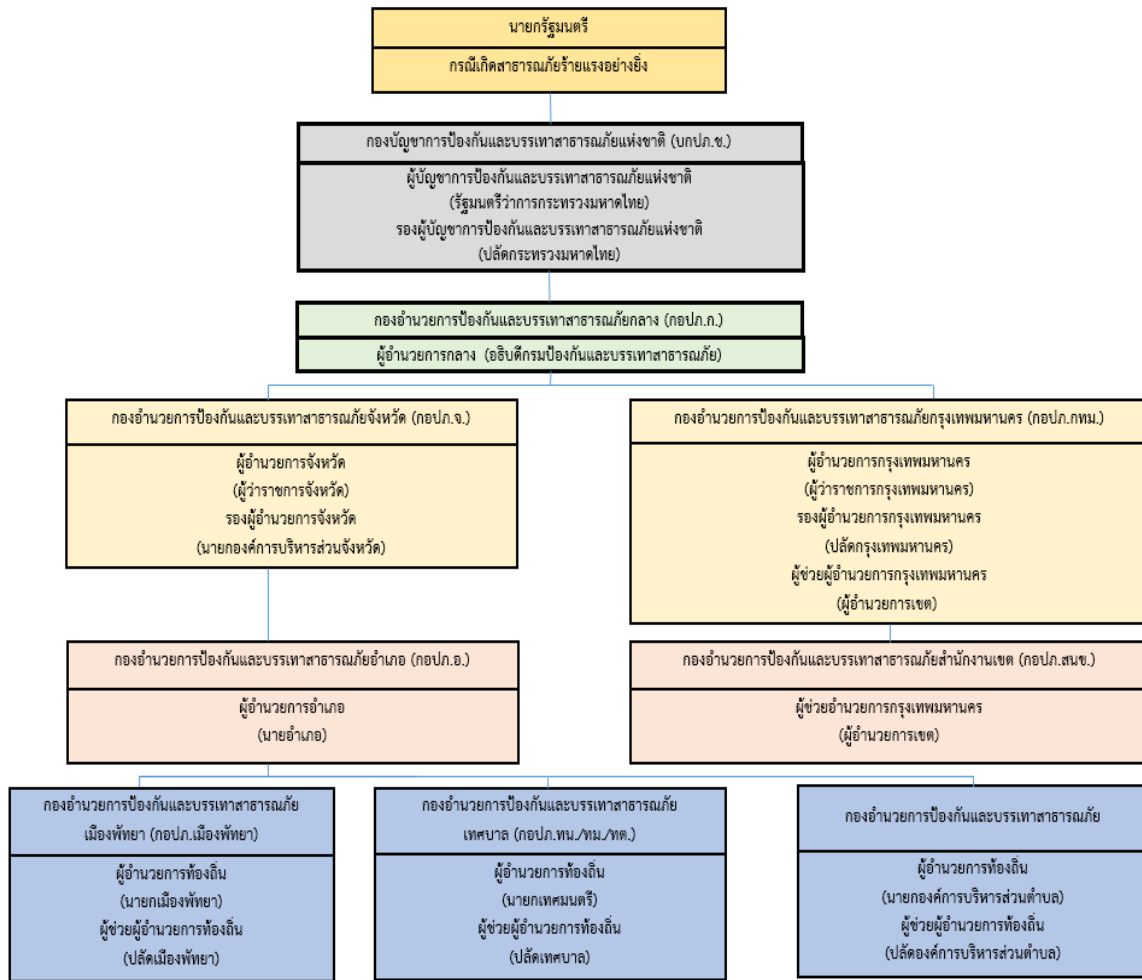 นายกรัฐมนตรี
กรณีเกิดสาธารณภัยร้ายแรงอย่างยิ่ง
กองบัญชาการป้องกันและบรรเทาสาธารณภัยแห่งชาติ (บกปภ.ช.)
ผู้บัญชาการป้องกันและบรรเทาสาธารณภัยแห่งชาติ
(รัฐมนตรีว่าการกระทรวงมหาดไทย)
รองผู้บัญชาการป้องกันและบรรเทาสาธารณภัยแห่งชาติ
(ปลัดกระทรวงมหาดไทย)
กองอำนวยการป้องกันและบรรเทาสาธารณภัยกลาง (กอปภ.ก.)
ผู้อำนวยการกลาง (อธิบดีกรมป้องกันและบรรเทาสาธารณภัย)
กองอำนวยการป้องกันและบรรเทาสาธารณภัยจังหวัด (กอปภ.จ.)
ผู้อำนวยการจังหวัด
(ผู้ว่าราชการจังหวัด)
รองผู้อำนวยการจังหวัด
(นายกองค์การบริหารส่วนจังหวัด)
กองอำนวยการป้องกันและบรรเทาสาธารณภัยกรุงเทพมหานคร (กอปภ.กทม.)
ผู้อำนวยการกรุงเทพมหานคร
(ผู้ว่าราชการกรุงเทพมหานคร)
รองผู้อำนวยการกรุงเทพมหานคร
(ปลัดกรุงเทพมหานคร)
ผู้ช่วยผู้อำนวยการกรุงเทพมหานคร
(ผู้อำนวยการเขต)
กองอำนวยการป้องกันและบรรเทาสาธารณภัยอำเภอ (กอปภ.อ.)
ผู้อำนวยการอำเภอ
(นายอำเภอ)
กองอำนวยการป้องกันและบรรเทาสาธารณภัยสำนักงานเขต (กอปภ.สนข.)
ผู้ช่วยอำนวยการกรุงเทพมหานคร
(ผู้อำนวยการเขต)
กองอำนวยการป้องกันและบรรเทาสาธารณภัย
เมืองพัทยา (กอปภ.เมืองพัทยา)
ผู้อำนวยการท้องถิ่น
(นายกเมืองพัทยา)
ผู้ช่วยผู้อำนวยการท้องถิ่น
(ปลัดเมืองพัทยา)
กองอำนวยการป้องกันและบรรเทาสาธารณภัย
เทศบาล (กอปภ.ทน./ทม./ทต.)
ผู้อำนวยการท้องถิ่น
(นายกเทศมนตรี)
ผู้ช่วยผู้อำนวยการท้องถิ่น
(ปลัดเทศบาล)
กองอำนวยการป้องกันและบรรเทาสาธารณภัย
ผู้อำนวยการท้องถิ่น
(นายกองค์การบริหารส่วนตำบล)
ผู้ช่วยผู้อำนวยการท้องถิ่น
(ปลัดองค์การบริหารส่วนตำบล)